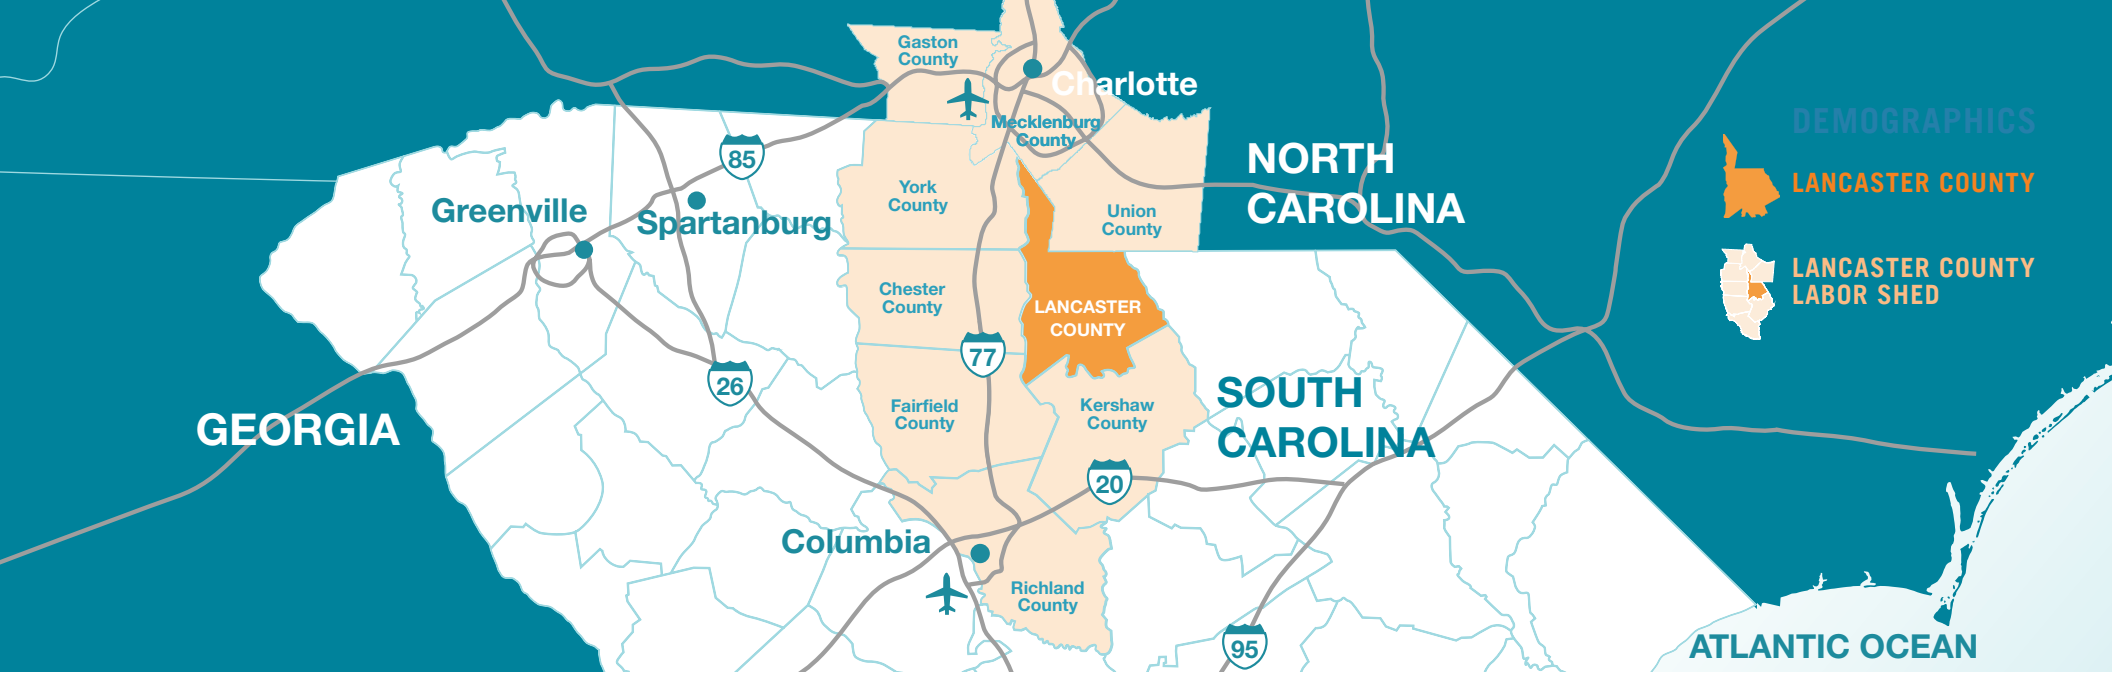 Gaston
County
Charlotte
Mecklenburg
County
85
NORTH
CAROLINA
DEMOGRAPHICS
LANCASTER COUNTY
York
County
Greenville
Spartanburg
Union
County
LANCASTER COUNTY
LABOR SHED
Chester
County
LANCASTER
COUNTY
77
26
SOUTH
CAROLINA
GEORGIA
Fairfield
County
Kershaw
County
20
Columbia
Richland
County
95
ATLANTIC OCEAN